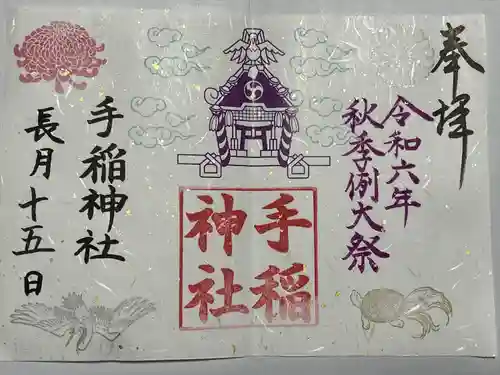 奉拝
令和六年
秋季例大祭
手稲
神社
手稲神社
長月十五日